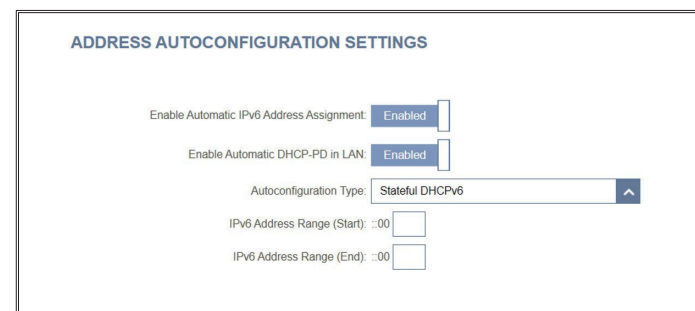 ADDRESS AUTOCONFIGURATION SETTINGS
Enable Automatic IPv6 Address Assignment: Enabled
Enable Automatic DHCP-PD in LAN: Enabled
Autoconfiguration Type: Stateful DHCPv6
IPv6 Address Range (Start): ::00
IPv6 Address Range (End): ::00